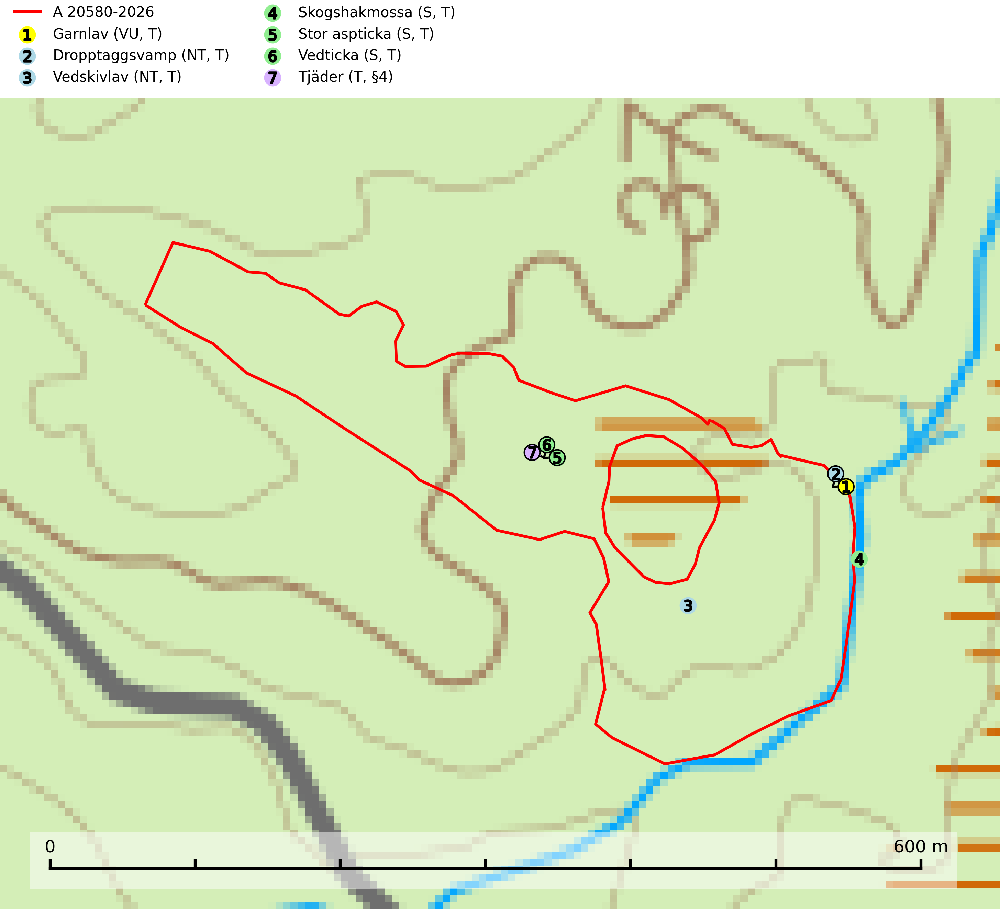 A 20580-2026
1 Garnlav (VU, T)
2 Dropptaggsvamp (NT, T)
3 Vedskivlav (NT, T)
4 Skogshakmossa (S, T)
5 Stor aspticka (S, T)
6 Vedticka (S, T)
7 Tjäder (T, §4)
6
7
5
2
1
4
3
0
600 m